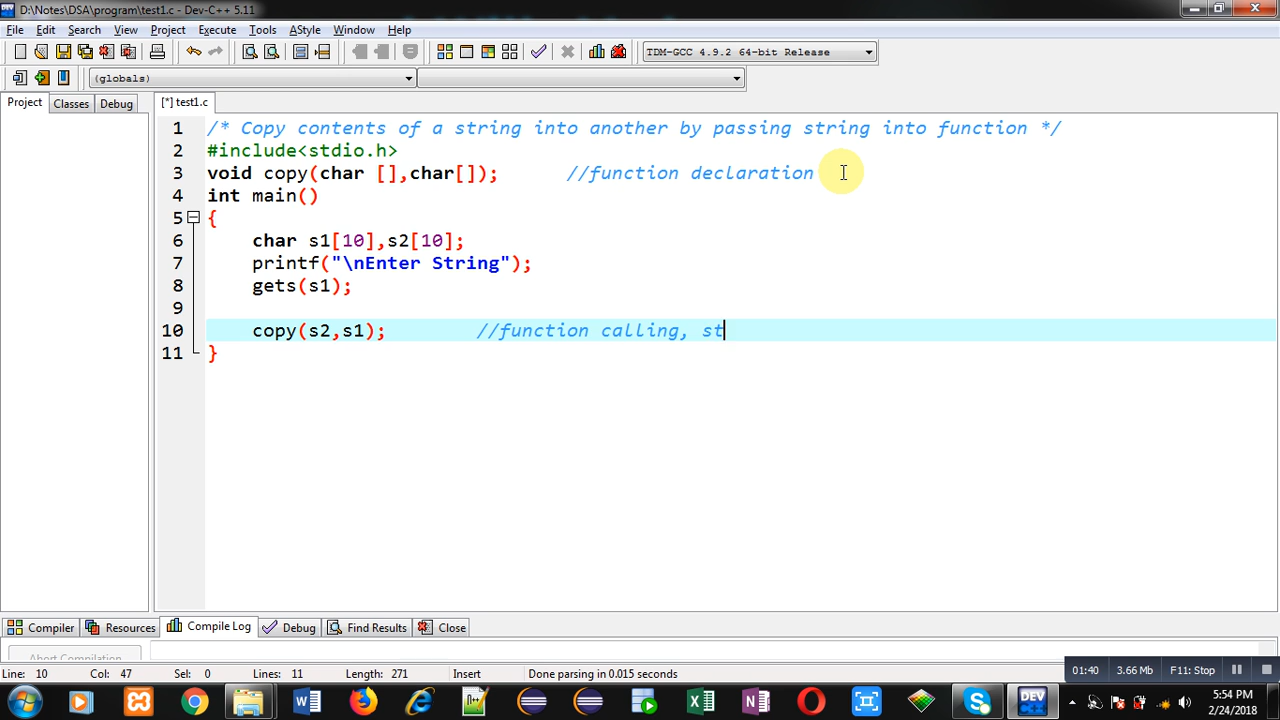 D:\Notes\DSA\program\test1.c - Dev-C++ 5.11
File Edit Search View Project Execute Tools AStyle Window Help
TDM-GCC 4.9.2 64-bit Release
(globals)
Project Classes Debug
[*] test1.c
1 /* Copy contents of a string into another by passing string into function */
2 #include<stdio.h>
3 void copy(char [],char[]); //function declaration
4 int main()
5 {
6 char s1[10],s2[10];
7 printf("\nEnter String");
8 gets(s1);
9
10 copy(s2,s1); //function calling, st
11 }
Compiler Resources Compile Log Debug Find Results Close
Abort Compilation
Line: 10 Col: 47 Sel: 0 Lines: 11 Length: 271 Insert Done parsing in 0.015 seconds
01:40 3.66 Mb F11: Stop
DEV
5:54 PM
2/24/2018